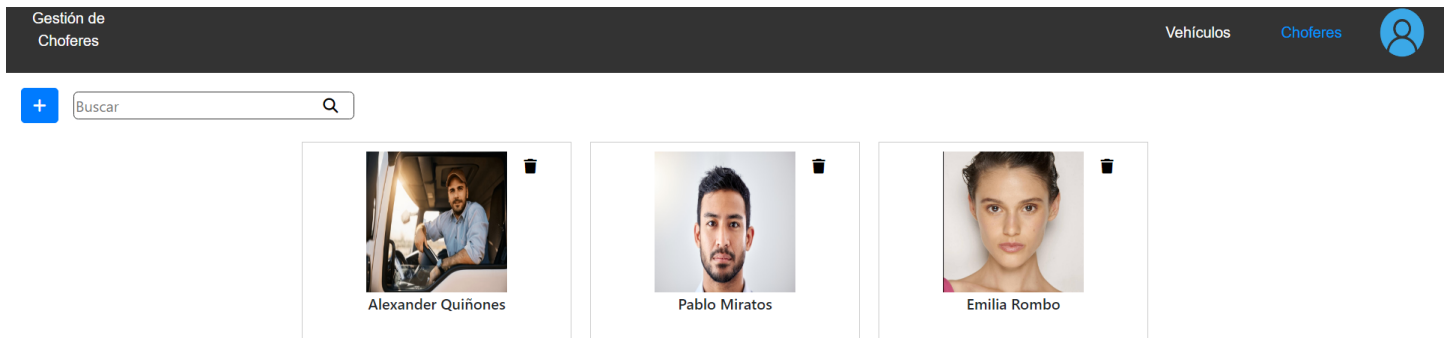 Gestión de
Choferes
Vehículos
Choferes
Buscar
Alexander Quiñones
Pablo Miratos
Emilia Rombo